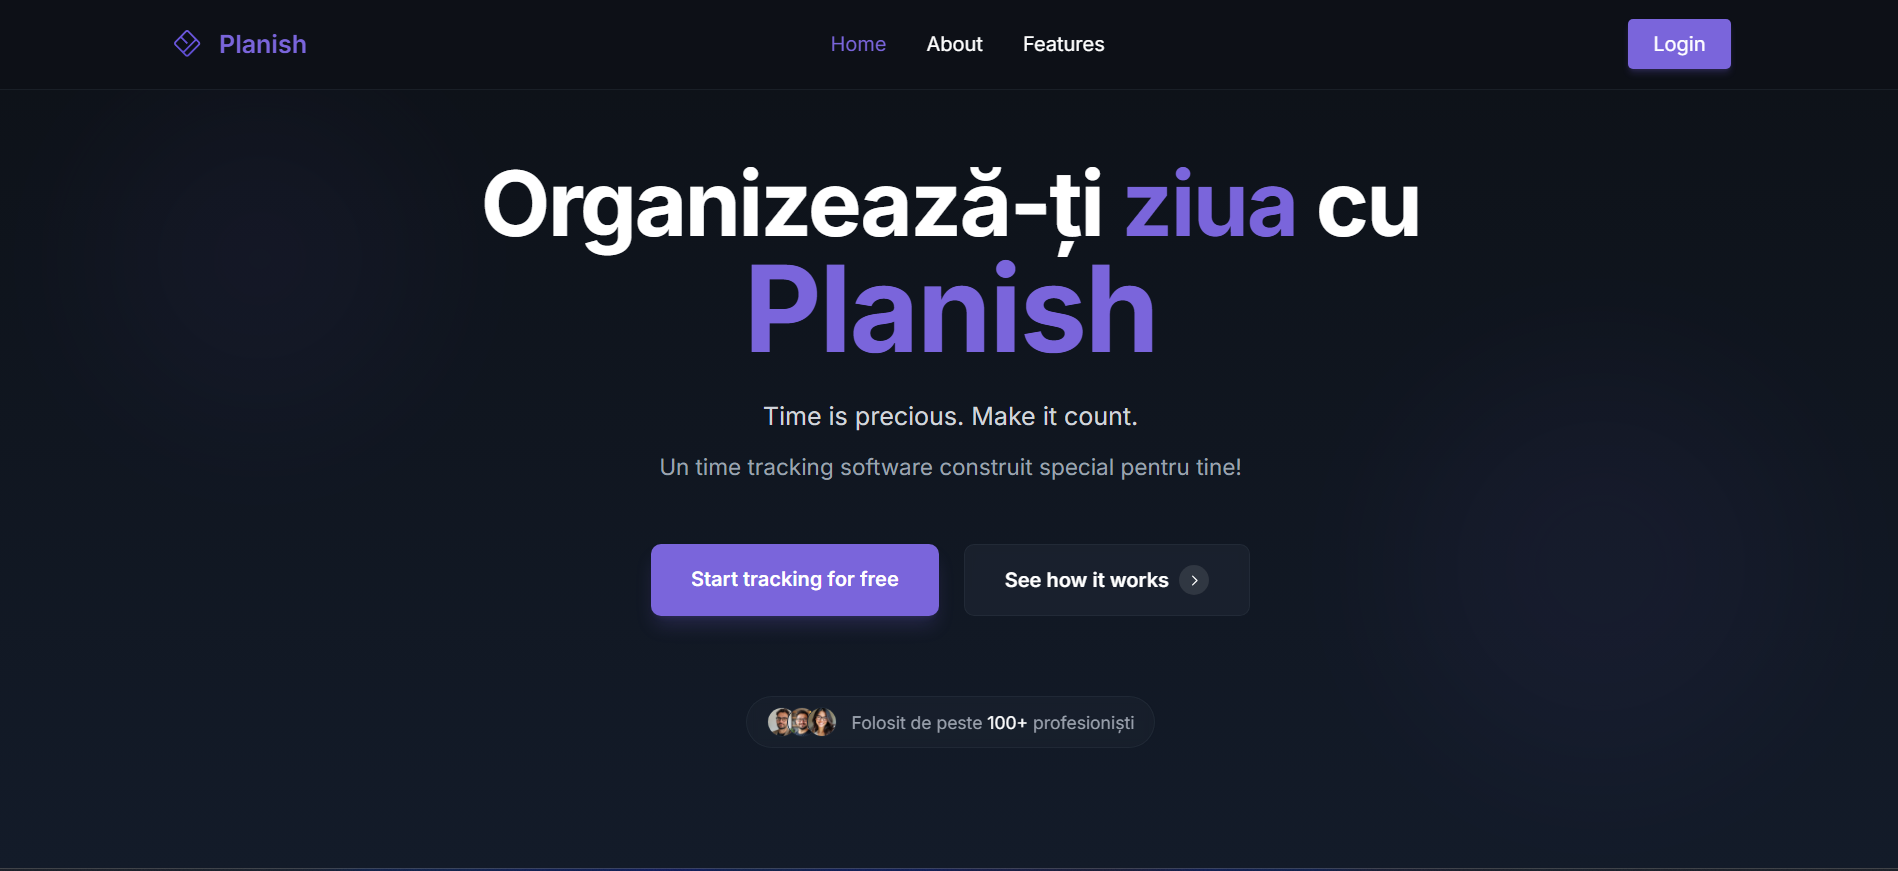 Planish
Home
About
Features
Login
Organizează-ți ziua cu
Planish
Time is precious. Make it count.
Un time tracking software construit special pentru tine!
Start tracking for free
See how it works
Folosit de peste 100+ profesioniști